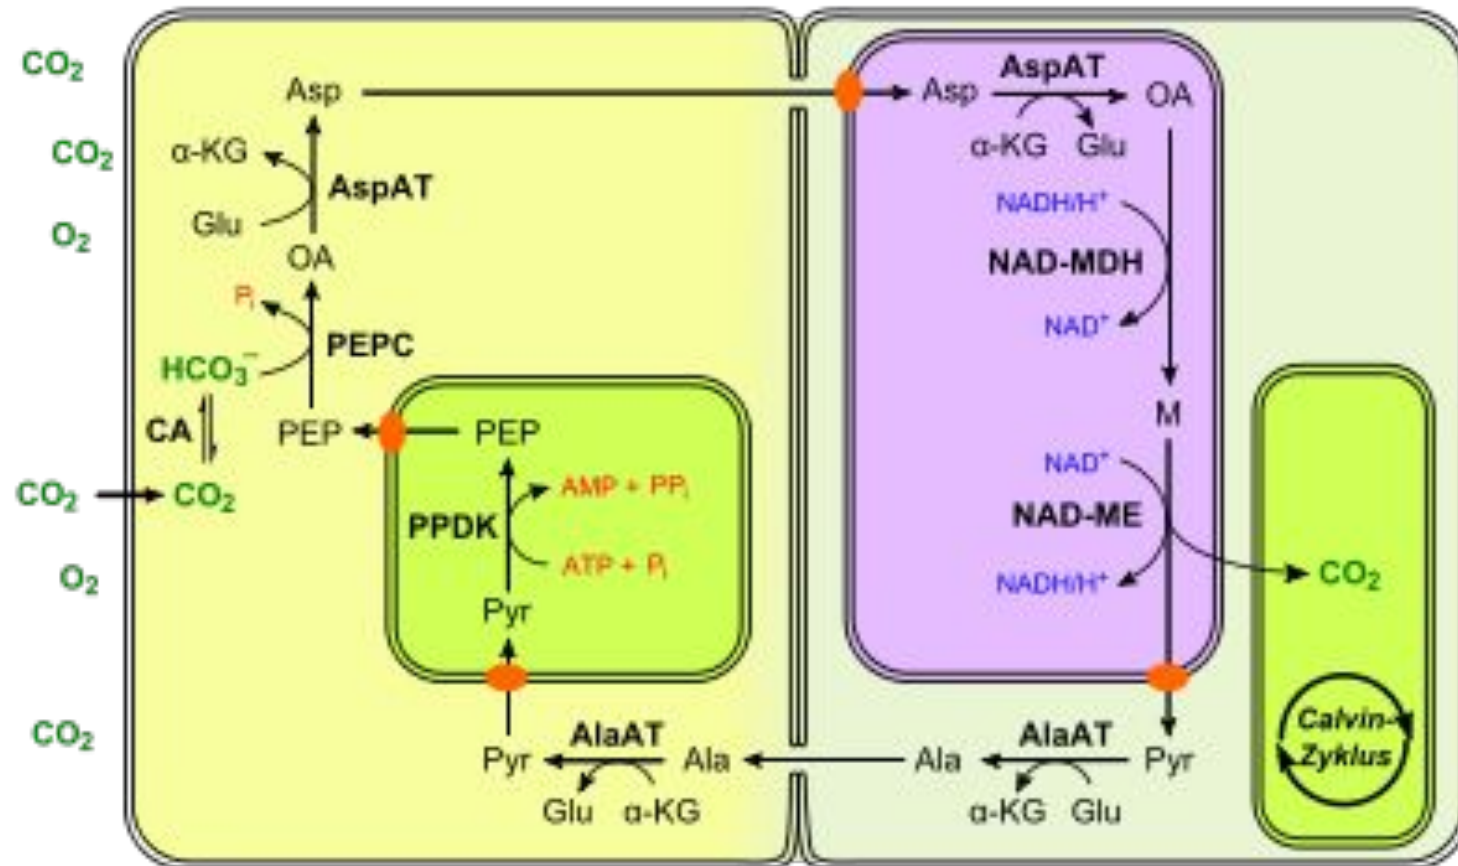 CO₂
CO₂
O₂
CO₂
O₂
CO₂
Asp
α-KG
AspAT
Glu
OA
Pᵢ
PEPC
HCO₃⁻
CA
PEP
CO₂
PEP
AMP + PPᵢ
PPDK
ATP + Pᵢ
Pyr
Pyr
AlaAT
Ala
Glu α-KG
Asp
AspAT
OA
α-KG Glu
NADH/H⁺
NAD-MDH
NAD⁺
M
NAD⁺
NAD-ME
NADH/H⁺
CO₂
Ala
AlaAT
Pyr
α-KG Glu
Calvin-
Zyklus